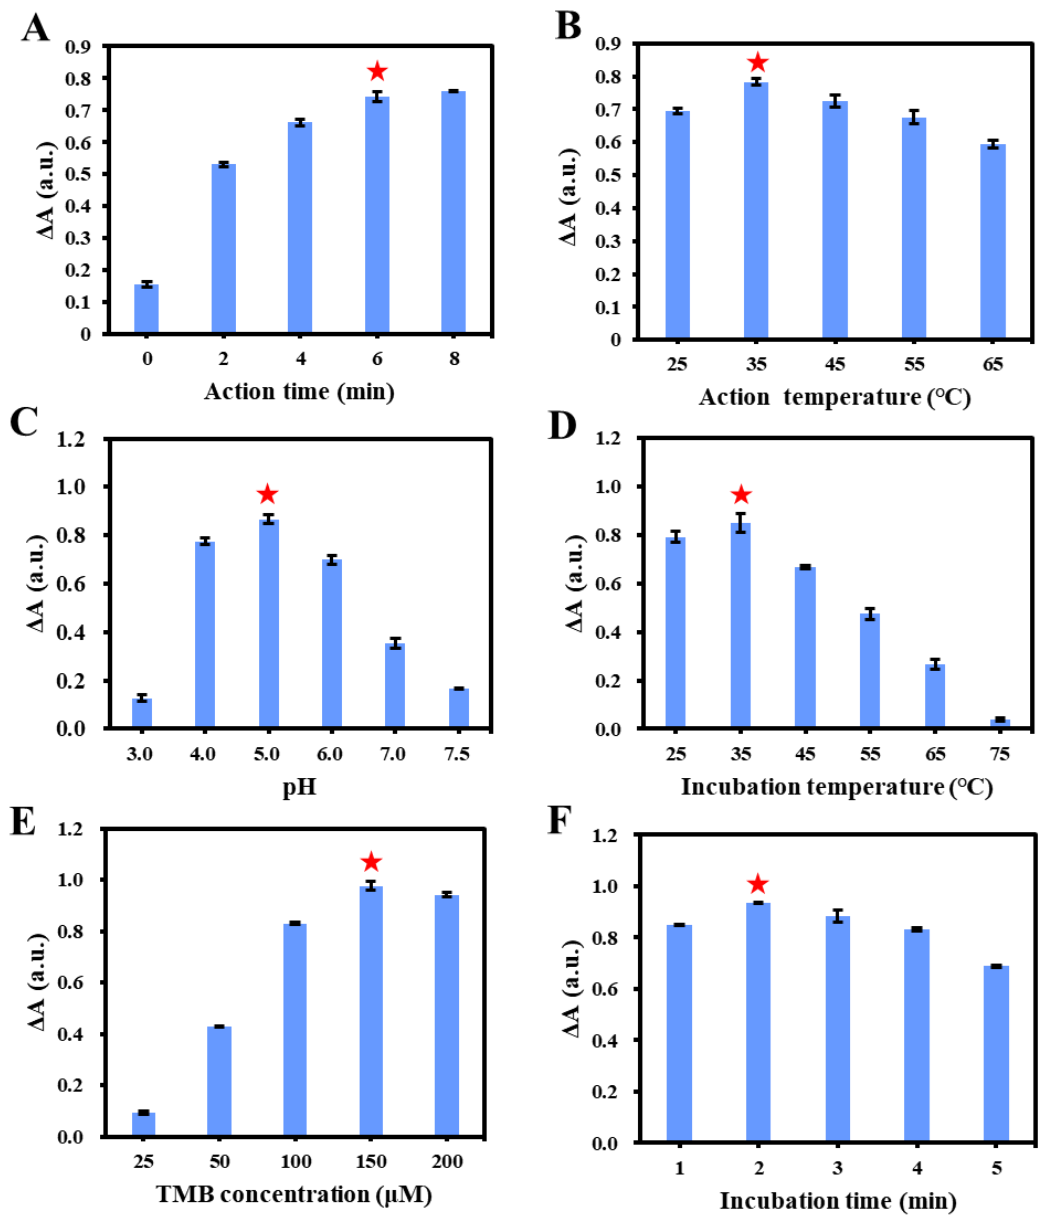 A
0.9
0.8
0.7
0.6
0.5
0.4
0.3
0.2
0.1
0
ΔA (a.u.)
0 2 4 6 8
Action time (min)
B
0.9
0.8
0.7
0.6
0.5
0.4
0.3
0.2
0.1
0
ΔA (a.u.)
25 35 45 55 65
Action temperature (°C)
C
1.2
1.0
0.8
0.6
0.4
0.2
0.0
ΔA (a.u.)
3.0 4.0 5.0 6.0 7.0 7.5
pH
D
1.2
1.0
0.8
0.6
0.4
0.2
0.0
ΔA (a.u.)
25 35 45 55 65 75
Incubation temperature (°C)
E
1.2
1.0
0.8
0.6
0.4
0.2
0.0
ΔA (a.u.)
25 50 100 150 200
TMB concentration (μM)
F
1.2
1.0
0.8
0.6
0.4
0.2
0.0
ΔA (a.u.)
1 2 3 4 5
Incubation time (min)